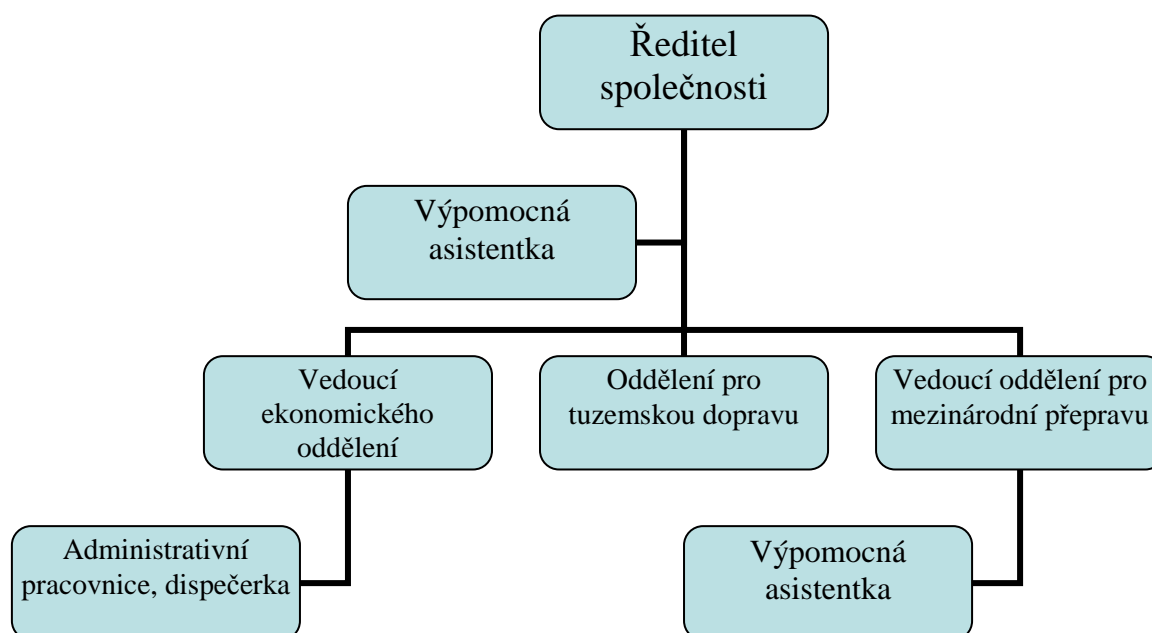 Ředitel
společnosti
Výpomocná
asistentka
Vedoucí
ekonomického
oddělení
Oddělení pro
tuzemskou dopravu
Vedoucí oddělení pro
mezinárodní přepravu
Administrativní
pracovnice, dispečerka
Výpomocná
asistentka